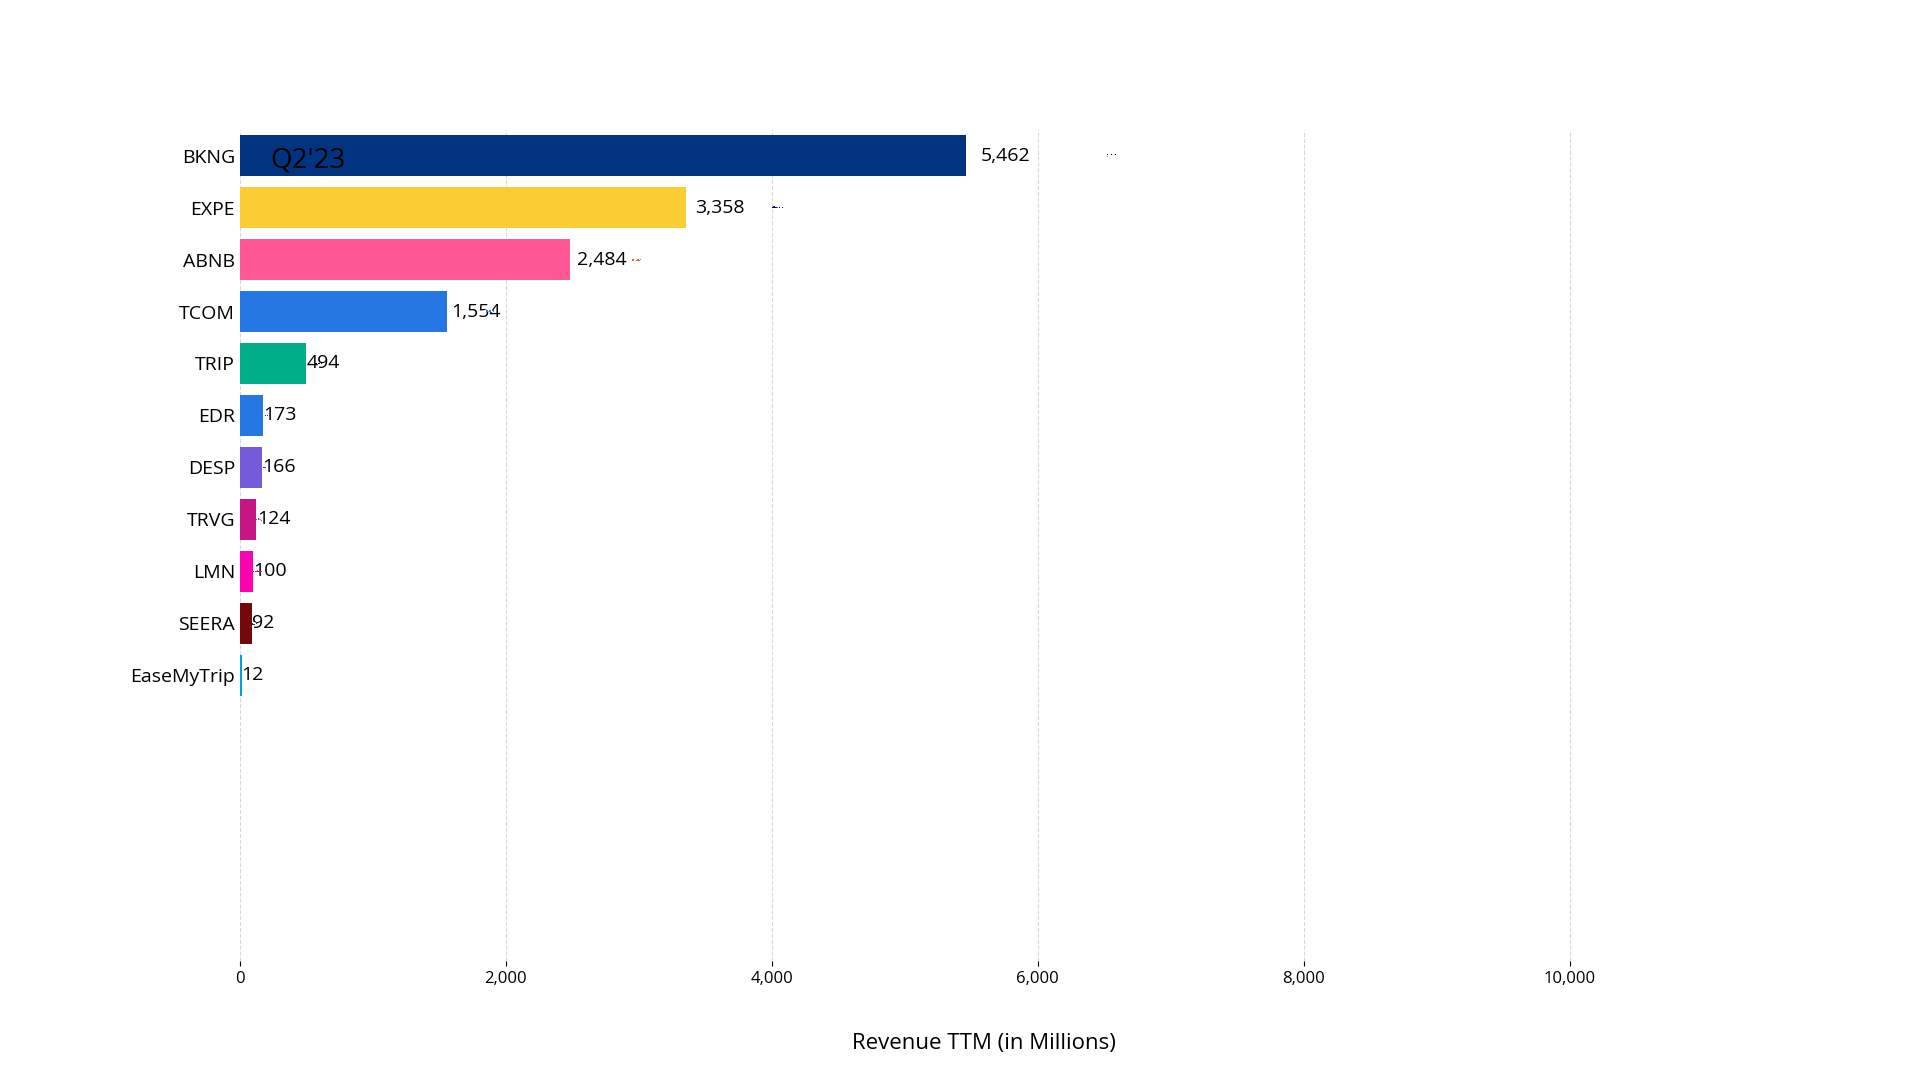 BKNG 5,462
Q2'23
EXPE 3,358
ABNB 2,484
TCOM 1,554
TRIP 494
EDR 173
DESP 166
TRVG 124
LMN 100
SEERA 92
EaseMyTrip 12
0 2,000 4,000 6,000 8,000 10,000
Revenue TTM (in Millions)